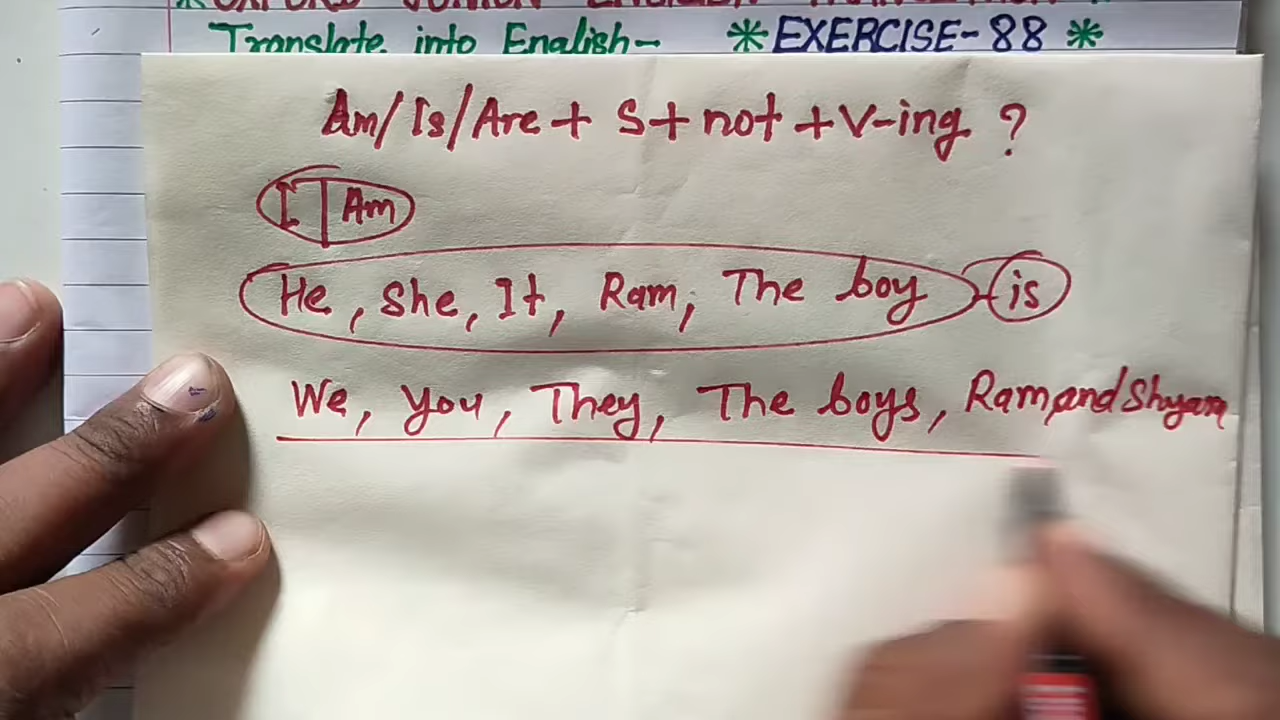 Translate into English- *EXERCISE-88 *
Am/Is/Are + S + not + V-ing ?
I Am
He, She, It, Ram, The boy is
We, You, They, The boys, Ram and Shyam